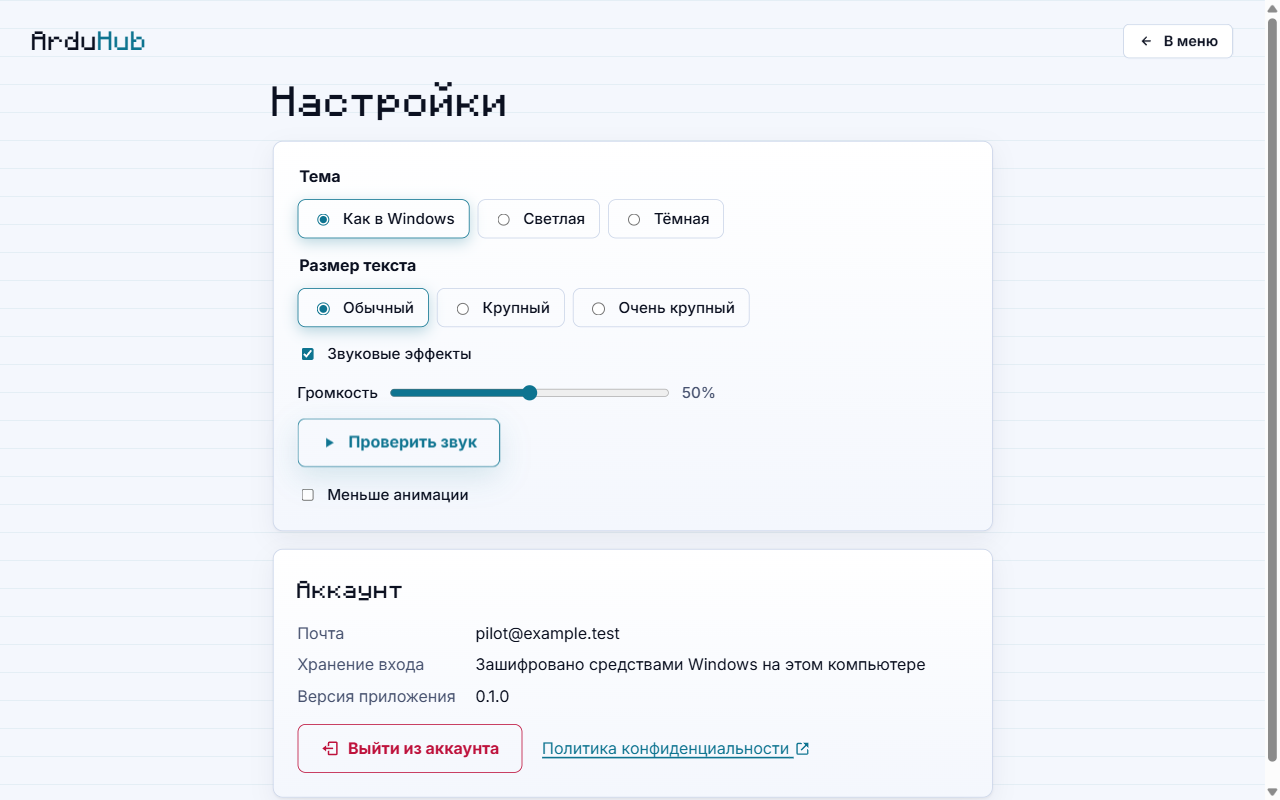 ArduHub
В меню
Настройки
Тема
Как в Windows
Светлая
Тёмная
Размер текста
Обычный
Крупный
Очень крупный
Звуковые эффекты
Громкость
50%
Проверить звук
Меньше анимации
Аккаунт
Почта pilot@example.test
Хранение входа Зашифровано средствами Windows на этом компьютере
Версия приложения 0.1.0
Выйти из аккаунта
Политика конфиденциальности